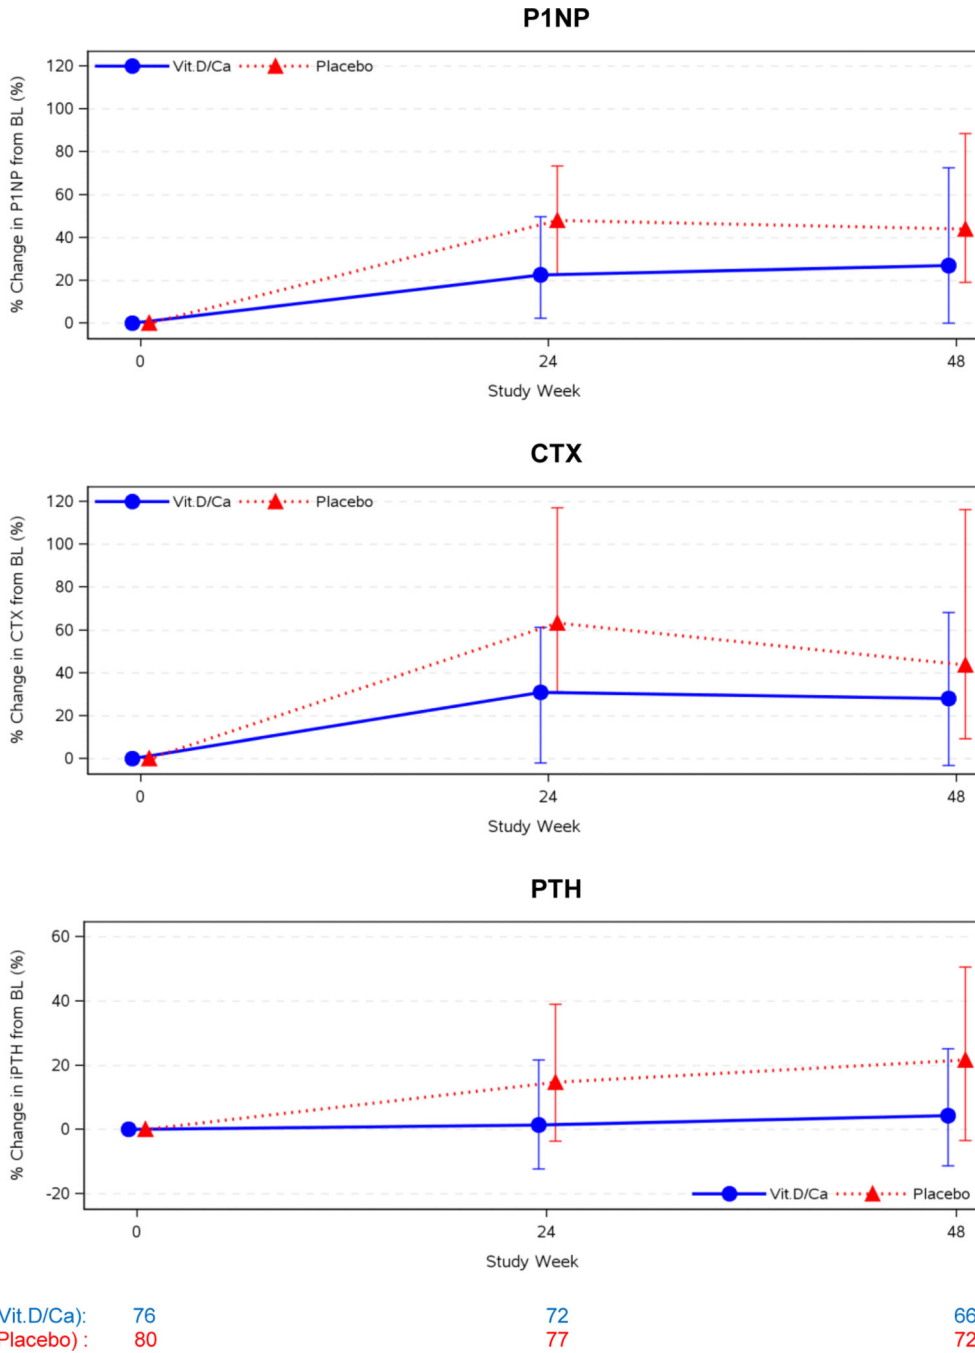 P1NP
% Change in P1NP from BL (%)
120
100
80
60
40
20
0
Vit.D/Ca Placebo
0 24 48
Study Week
CTX
% Change in CTX from BL (%)
120
100
80
60
40
20
0
Vit.D/Ca Placebo
0 24 48
Study Week
PTH
% Change in iPTH from BL (%)
60
40
20
0
-20
Vit.D/Ca Placebo
0 24 48
Study Week
Vit.D/Ca): 76 72 66
Placebo) : 80 77 72